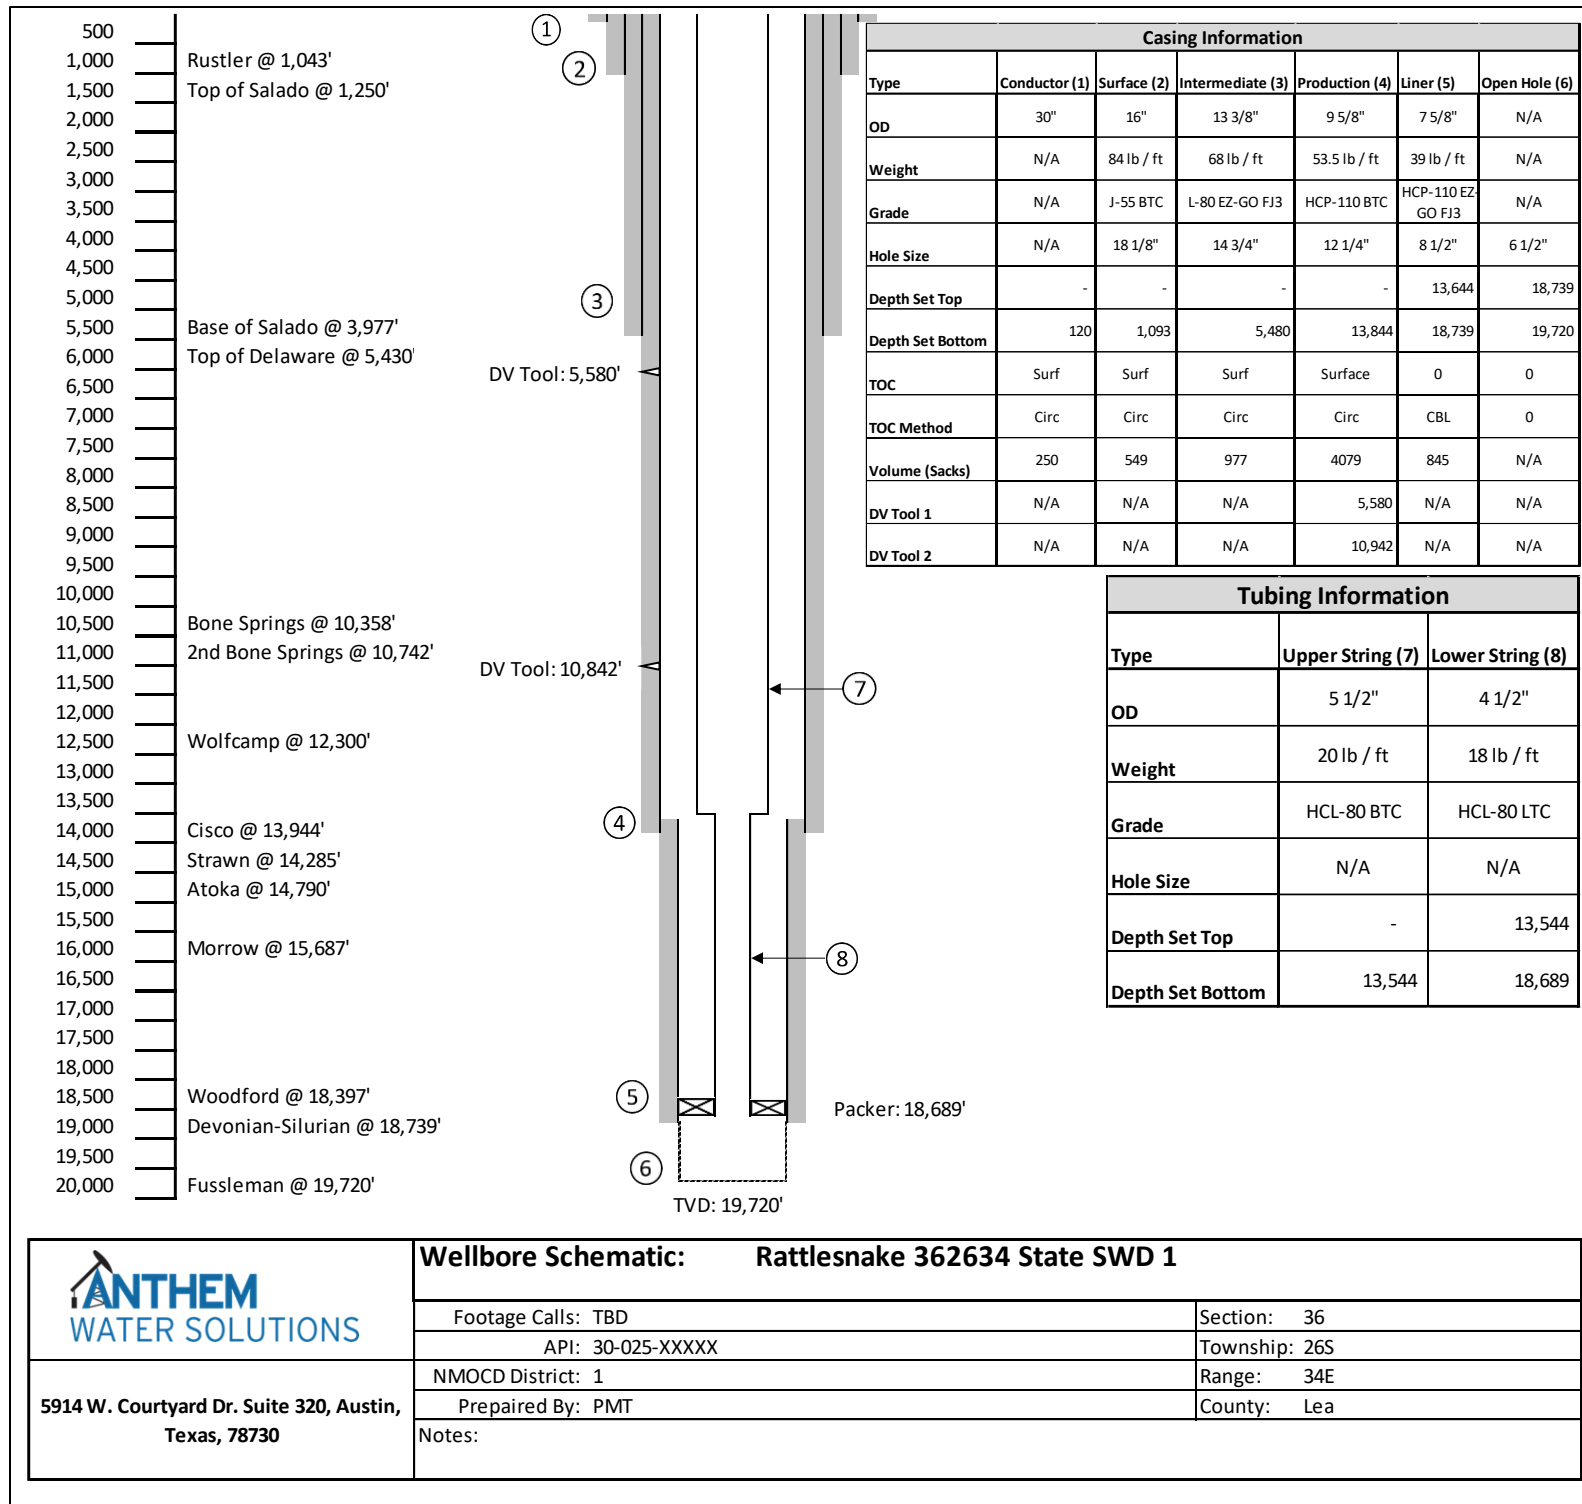 500
1,000 Rustler @ 1,043'
1,500 Top of Salado @ 1,250'
2,000
2,500
3,000
3,500
4,000
4,500
5,000
5,500 Base of Salado @ 3,977'
6,000 Top of Delaware @ 5,430'
6,500
7,000
7,500
8,000
8,500
9,000
9,500
10,000
10,500 Bone Springs @ 10,358'
11,000 2nd Bone Springs @ 10,742'
11,500
12,000
12,500 Wolfcamp @ 12,300'
13,000
13,500
14,000 Cisco @ 13,944'
14,500 Strawn @ 14,285'
15,000 Atoka @ 14,790'
15,500
16,000 Morrow @ 15,687'
16,500
17,000
17,500
18,000
18,500 Woodford @ 18,397'
19,000 Devonian-Silurian @ 18,739'
19,500
20,000 Fussleman @ 19,720'
1
2
3
DV Tool: 5,580'
DV Tool: 10,842'
7
4
8
5
Packer: 18,689'
6
TVD: 19,720'
Casing Information
Type Conductor (1) Surface (2) Intermediate (3) Production (4) Liner (5) Open Hole (6)
OD 30" 16" 13 3/8" 9 5/8" 7 5/8" N/A
Weight N/A 84 lb / ft 68 lb / ft 53.5 lb / ft 39 lb / ft N/A
Grade N/A J-55 BTC L-80 EZ-GO FJ3 HCP-110 BTC HCP-110 EZ-GO FJ3 N/A
Hole Size N/A 18 1/8" 14 3/4" 12 1/4" 8 1/2" 6 1/2"
Depth Set Top - - - - 13,644 18,739
Depth Set Bottom 120 1,093 5,480 13,844 18,739 19,720
TOC Surf Surf Surf Surface 0 0
TOC Method Circ Circ Circ Circ CBL 0
Volume (Sacks) 250 549 977 4079 845 N/A
DV Tool 1 N/A N/A N/A 5,580 N/A N/A
DV Tool 2 N/A N/A N/A 10,942 N/A N/A
Tubing Information
Type Upper String (7) Lower String (8)
OD 5 1/2" 4 1/2"
Weight 20 lb / ft 18 lb / ft
Grade HCL-80 BTC HCL-80 LTC
Hole Size N/A N/A
Depth Set Top - 13,544
Depth Set Bottom 13,544 18,689
ANTHEM
WATER SOLUTIONS
5914 W. Courtyard Dr. Suite 320, Austin,
Texas, 78730
Wellbore Schematic: Rattlesnake 362634 State SWD 1
Footage Calls: TBD Section: 36
API: 30-025-XXXXX Township: 26S
NMOCD District: 1 Range: 34E
Prepaired By: PMT County: Lea
Notes: